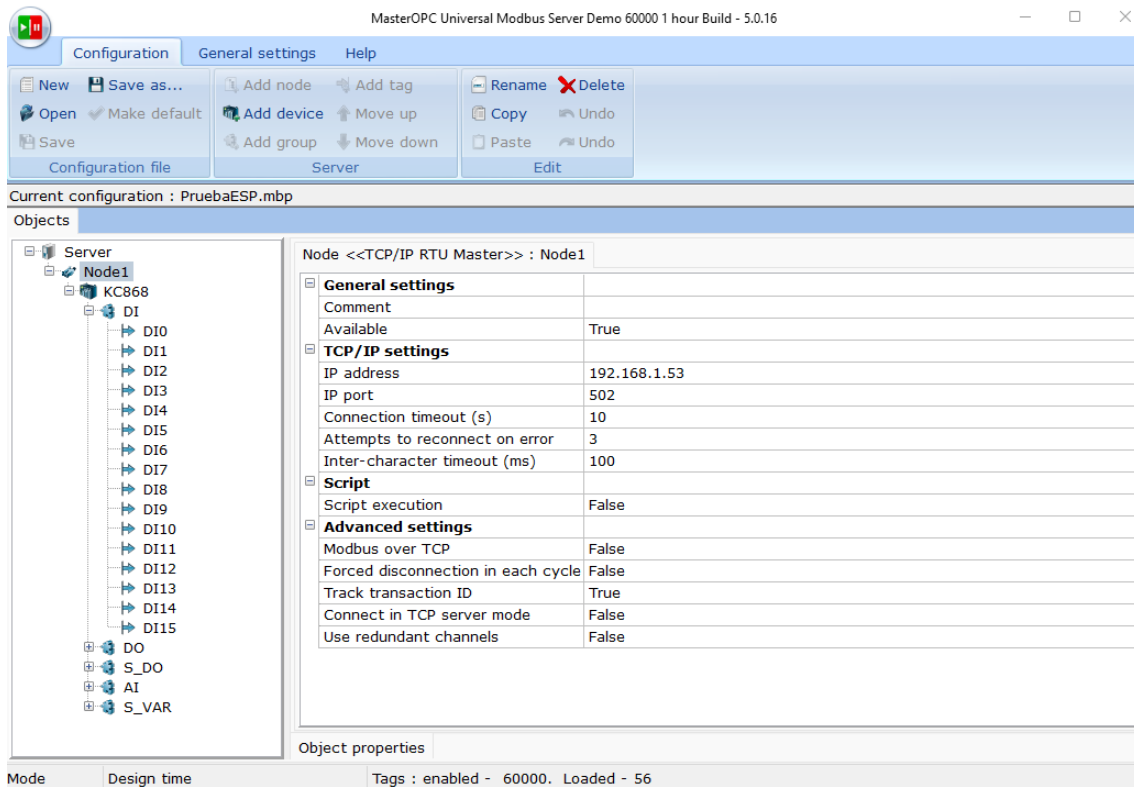 MasterOPC Universal Modbus Server Demo 60000 1 hour Build - 5.0.16
Configuration General settings Help
New Save as... Add node Add tag Rename Delete
Open Make default Add device Move up Copy Undo
Save Add group Move down Paste Undo
Configuration file Server Edit
Current configuration : PruebaESP.mbp
Objects
Server
Node1
KC868
DI
DI0
DI1
DI2
DI3
DI4
DI5
DI6
DI7
DI8
DI9
DI10
DI11
DI12
DI13
DI14
DI15
DO
S_DO
AI
S_VAR
Node <<TCP/IP RTU Master>> : Node1
General settings
Comment
Available True
TCP/IP settings
IP address 192.168.1.53
IP port 502
Connection timeout (s) 10
Attempts to reconnect on error 3
Inter-character timeout (ms) 100
Script
Script execution False
Advanced settings
Modbus over TCP False
Forced disconnection in each cycle False
Track transaction ID True
Connect in TCP server mode False
Use redundant channels False
Object properties
Mode Design time Tags : enabled - 60000. Loaded - 56